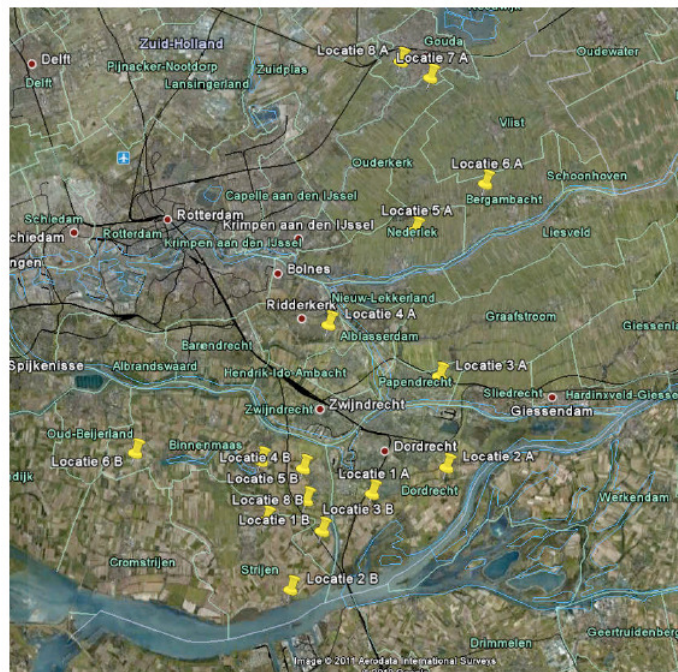 Zuid-Holland
Locatie 8 A
Gouda
Oudewater
Delft
Pijnacker-Nootdorp
Zuidplas
Locatie 7 A
Delft
Lansingerland
Vlist
Ouderkerk
Locatie 6 A
Schoonhoven
Capelle aan den IJssel
Bergambacht
Schiedam
Rotterdam
Krimpen aan den IJssel
Locatie 5 A
chiedam
Rotterdam
Krimpen aan den IJssel
Nederlek
Liesveld
ngen
Bolnes
Nieuw-Lekkerland
Ridderkerk
Locatie 4 A
Graafstroom
Giessenla
Barendrecht
Alblasserdam
Spijkenisse
Albrandswaard
Hendrik-Ido-Ambacht
Locatie 3 A
Papendrecht
Sliedrecht
Hardinxveld-Giesse
Zwijndrecht
Zwijndrecht
Giessendam
Oud-Beijerland
Binnenmaas
Dordrecht
Locatie 6 B
Locatie 4 B
Locatie 2 A
dijk
Locatie 5 B
Locatie 1 A
Dordrecht
Locatie 8 B
Locatie 3 B
Werkendam
Locatie 1 B
Cromstrijen
Strijen
Locatie 2 B
Geertruidenberg
Drimmelen
Image © 2011 Aerodata International Surveys